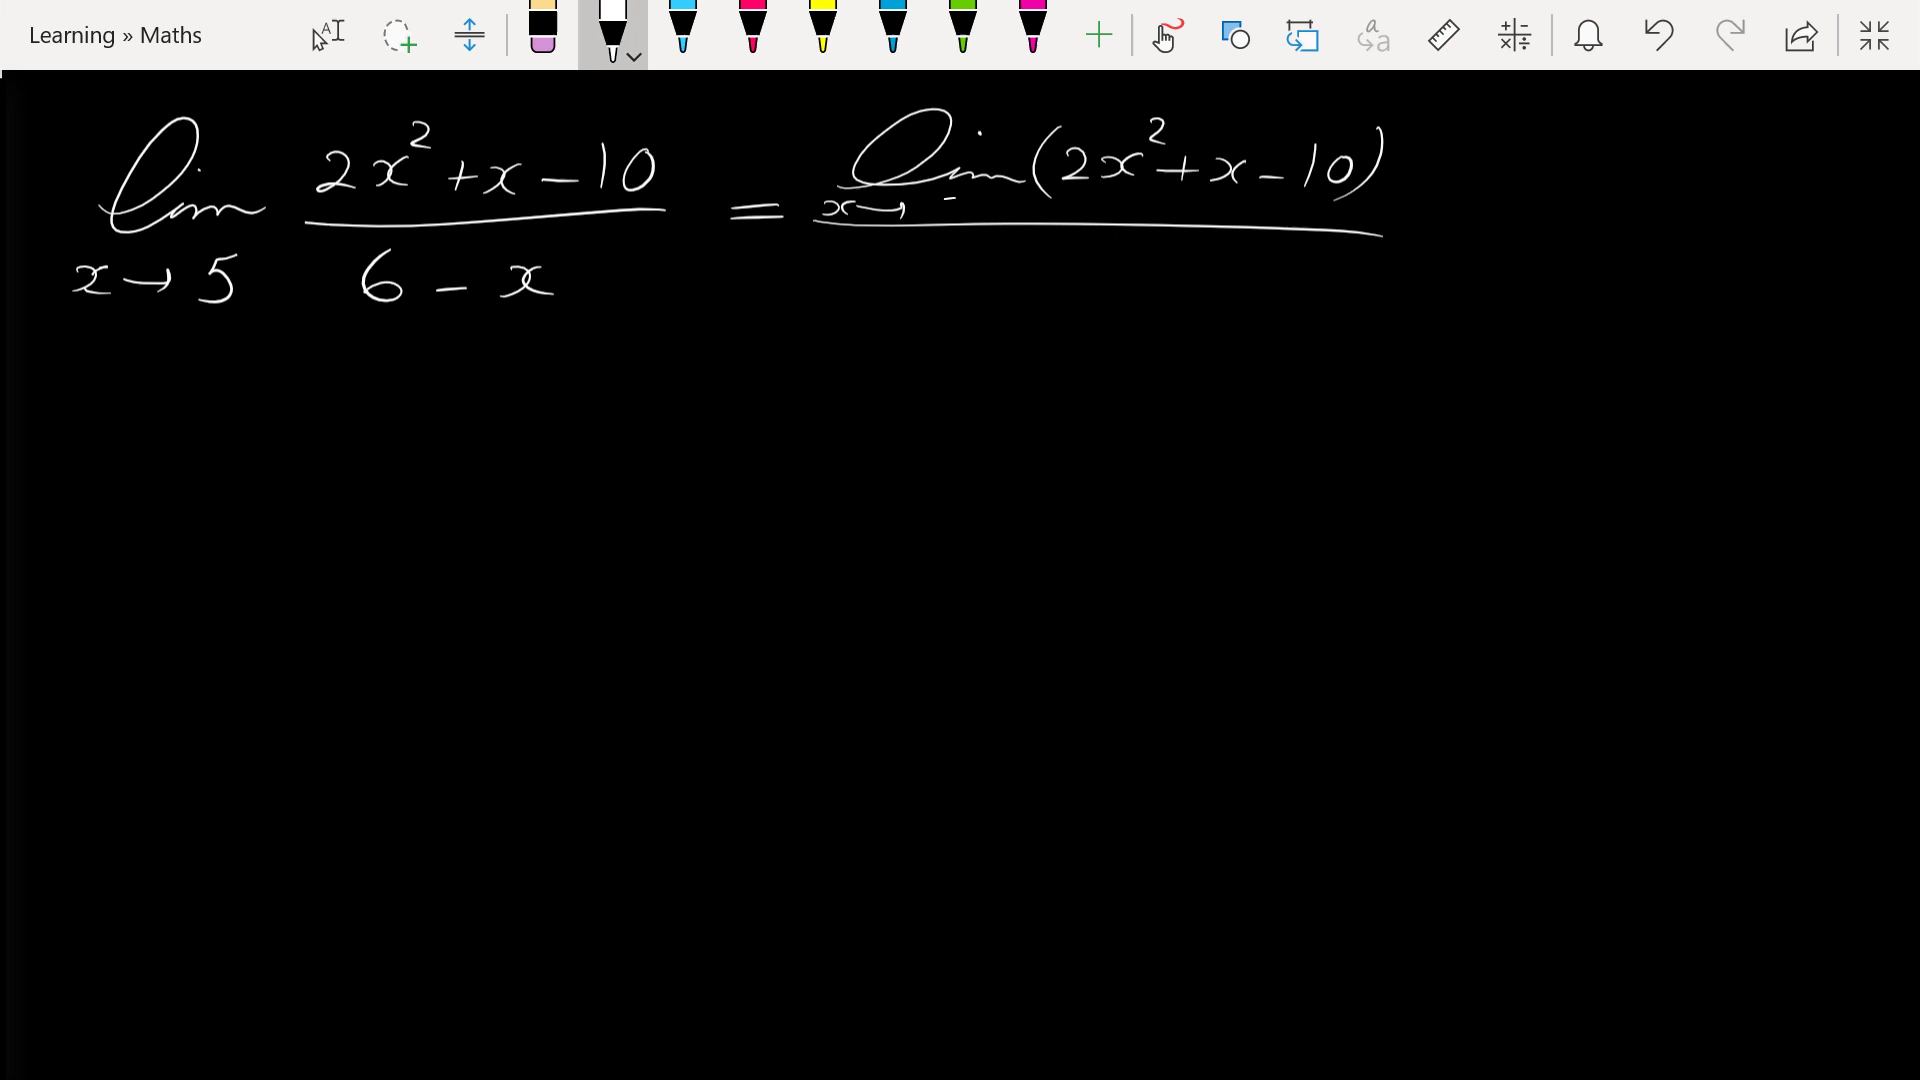 Learning » Maths
lim 2x² + x − 10 = lim (2x² + x − 10)
x → 5 6 − x x →